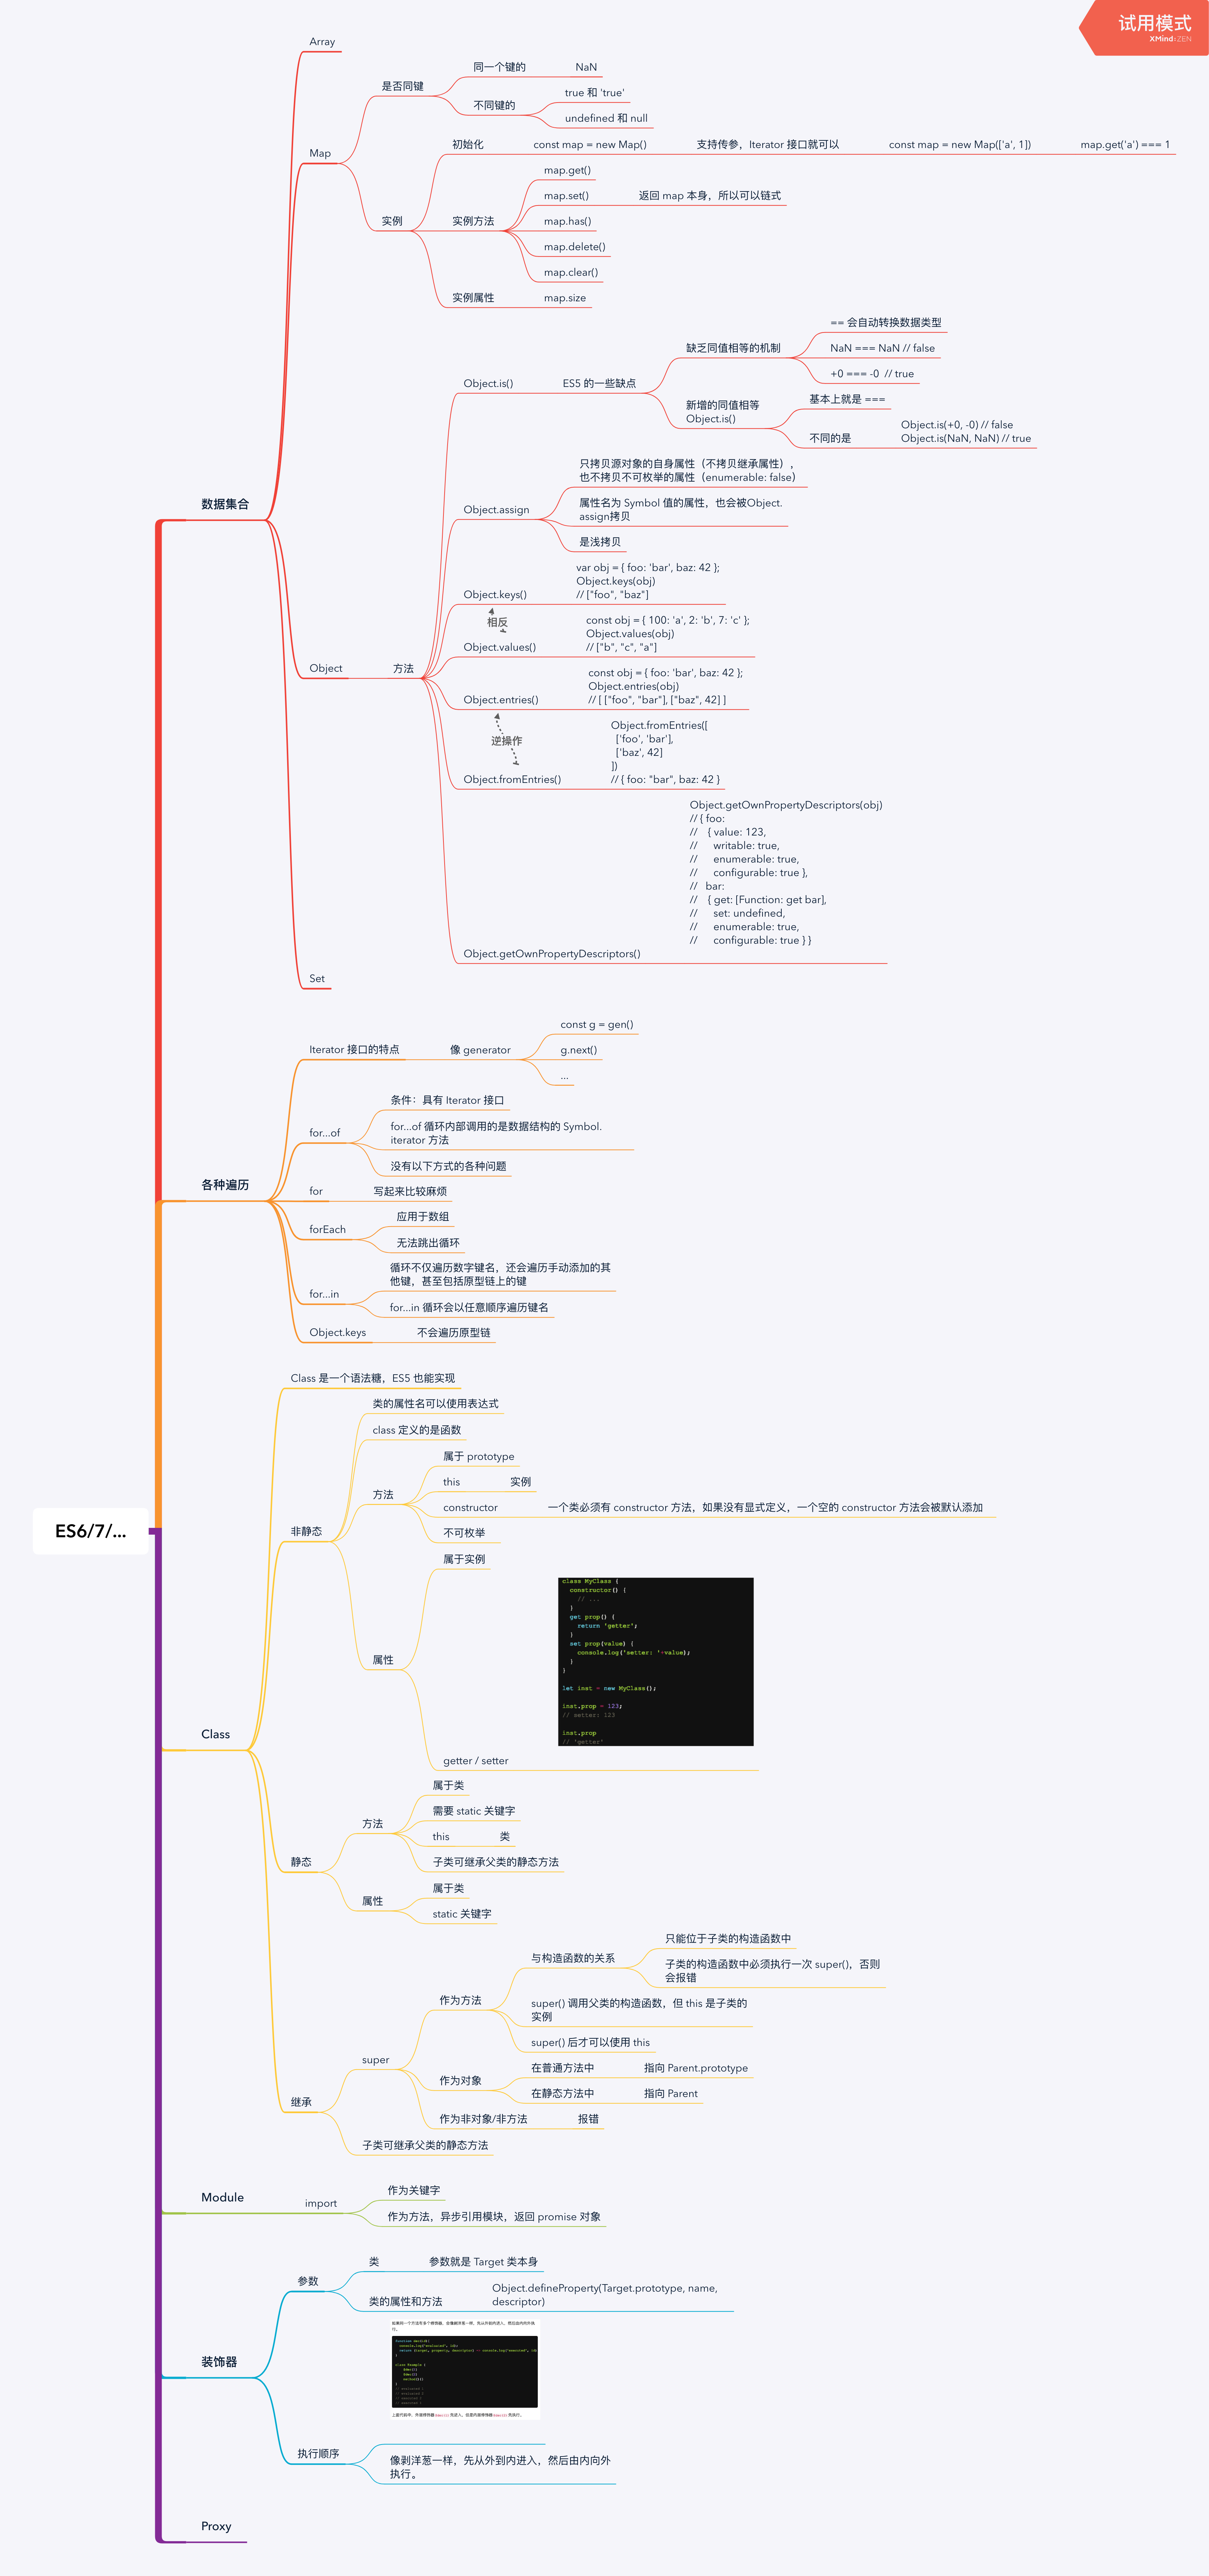 试用模式
XMind:ZEN
Array
同一个键的
NaN
是否同键
true 和 'true'
不同键的
undefined 和 null
Map
初始化
const map = new Map()
支持传参，Iterator 接口就可以
const map = new Map(['a', 1])
map.get('a') === 1
map.get()
map.set()
返回 map 本身，所以可以链式
实例
实例方法
map.has()
map.delete()
map.clear()
实例属性
map.size
== 会自动转换数据类型
缺乏同值相等的机制
NaN === NaN // false
+0 === -0 // true
Object.is()
ES5 的一些缺点
基本上就是 ===
新增的同值相等
Object.is()
不同的是
Object.is(+0, -0) // false
Object.is(NaN, NaN) // true
只拷贝源对象的自身属性（不拷贝继承属性），
也不拷贝不可枚举的属性（enumerable: false）
数据集合
Object.assign
属性名为 Symbol 值的属性，也会被Object.
assign拷贝
是浅拷贝
var obj = { foo: 'bar', baz: 42 };
Object.keys(obj)
// ["foo", "baz"]
Object.keys()
相反
const obj = { 100: 'a', 2: 'b', 7: 'c' };
Object.values(obj)
// ["b", "c", "a"]
Object.values()
Object
方法
const obj = { foo: 'bar', baz: 42 };
Object.entries(obj)
// [ ["foo", "bar"], ["baz", 42] ]
Object.entries()
逆操作
Object.fromEntries([
['foo', 'bar'],
['baz', 42]
])
// { foo: "bar", baz: 42 }
Object.fromEntries()
Object.getOwnPropertyDescriptors(obj)
// { foo:
// { value: 123,
// writable: true,
// enumerable: true,
// configurable: true },
// bar:
// { get: [Function: get bar],
// set: undefined,
// enumerable: true,
// configurable: true } }
Object.getOwnPropertyDescriptors()
Set
const g = gen()
Iterator 接口的特点
像 generator
g.next()
...
条件：具有 Iterator 接口
for...of
for...of 循环内部调用的是数据结构的 Symbol.
iterator 方法
没有以下方式的各种问题
各种遍历
for
写起来比较麻烦
应用于数组
forEach
无法跳出循环
循环不仅遍历数字键名，还会遍历手动添加的其
他键，甚至包括原型链上的键
for...in
for...in 循环会以任意顺序遍历键名
Object.keys
不会遍历原型链
Class 是一个语法糖，ES5 也能实现
类的属性名可以使用表达式
class 定义的是函数
属于 prototype
this
实例
方法
constructor
一个类必须有 constructor 方法，如果没有显式定义，一个空的 constructor 方法会被默认添加
不可枚举
ES6/7/...
非静态
属于实例
class MyClass {
constructor() {
// ...
}
get prop() {
return 'getter';
}
set prop(value) {
console.log('setter: '+value);
}
}
let inst = new MyClass();
inst.prop = 123;
// setter: 123
inst.prop
// 'getter'
属性
getter / setter
Class
属于类
方法
需要 static 关键字
this
类
子类可继承父类的静态方法
静态
属于类
属性
static 关键字
只能位于子类的构造函数中
与构造函数的关系
子类的构造函数中必须执行一次 super()，否则
会报错
作为方法
super() 调用父类的构造函数，但 this 是子类的
实例
super() 后才可以使用 this
super
在普通方法中
指向 Parent.prototype
作为对象
在静态方法中
指向 Parent
继承
作为非对象/非方法
报错
子类可继承父类的静态方法
Module
import
作为关键字
作为方法，异步引用模块，返回 promise 对象
类
参数就是 Target 类本身
参数
类的属性和方法
Object.defineProperty(Target.prototype, name,
descriptor)
装饰器
执行顺序
像剥洋葱一样，先从外到内进入，然后由内向外
执行。
Proxy